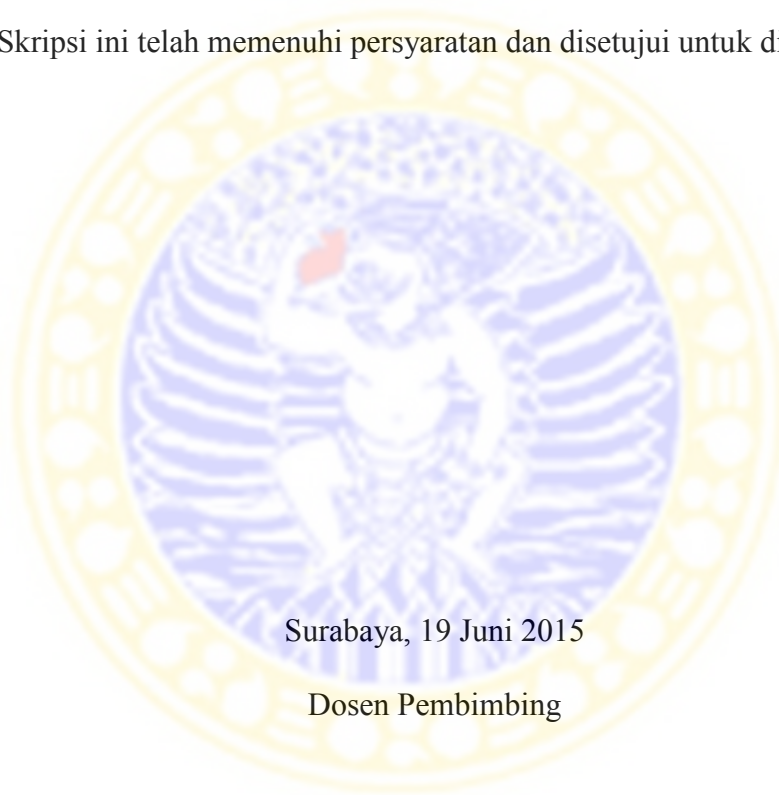 Skripsi ini telah memenuhi persyaratan dan disetujui untuk di
Surabaya, 19 Juni 2015
Dosen Pembimbing